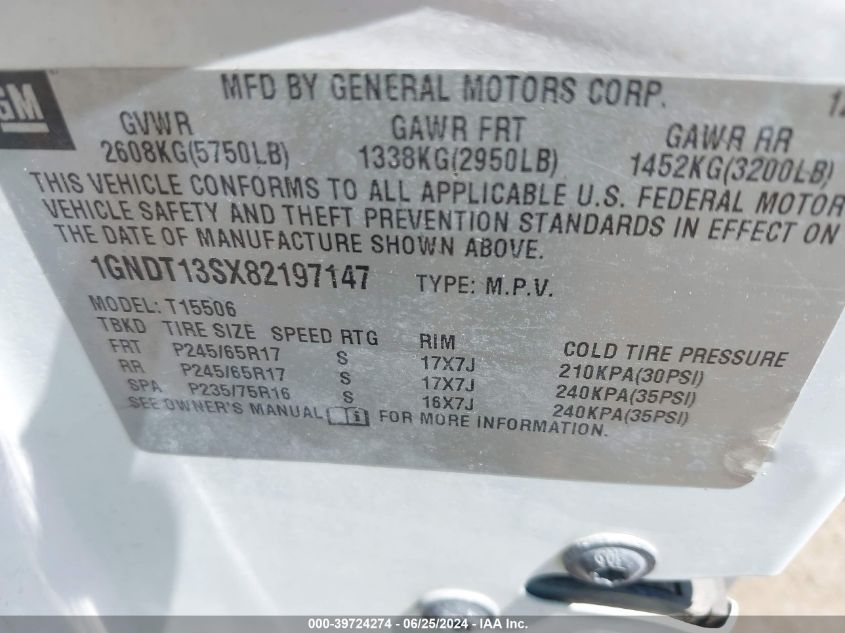 GM
MFD BY GENERAL MOTORS CORP.
GVWR GAWR FRT GAWR RR
2608KG(5750LB) 1338KG(2950LB) 1452KG(3200LB)
THIS VEHICLE CONFORMS TO ALL APPLICABLE U.S. FEDERAL MOTOR
VEHICLE SAFETY AND THEFT PREVENTION STANDARDS IN EFFECT ON
THE DATE OF MANUFACTURE SHOWN ABOVE.
1GNDT13SX82197147 TYPE: M.P.V.
MODEL: T15506
TBKD TIRE SIZE SPEED RTG RIM COLD TIRE PRESSURE
FRT P245/65R17 S 17X7J 210KPA(30PSI)
RR P245/65R17 S 17X7J 240KPA(35PSI)
SPA P235/75R16 S 16X7J 240KPA(35PSI)
SEE OWNER'S MANUAL FOR MORE INFORMATION.
000-39724274 - 06/25/2024 - IAA Inc.